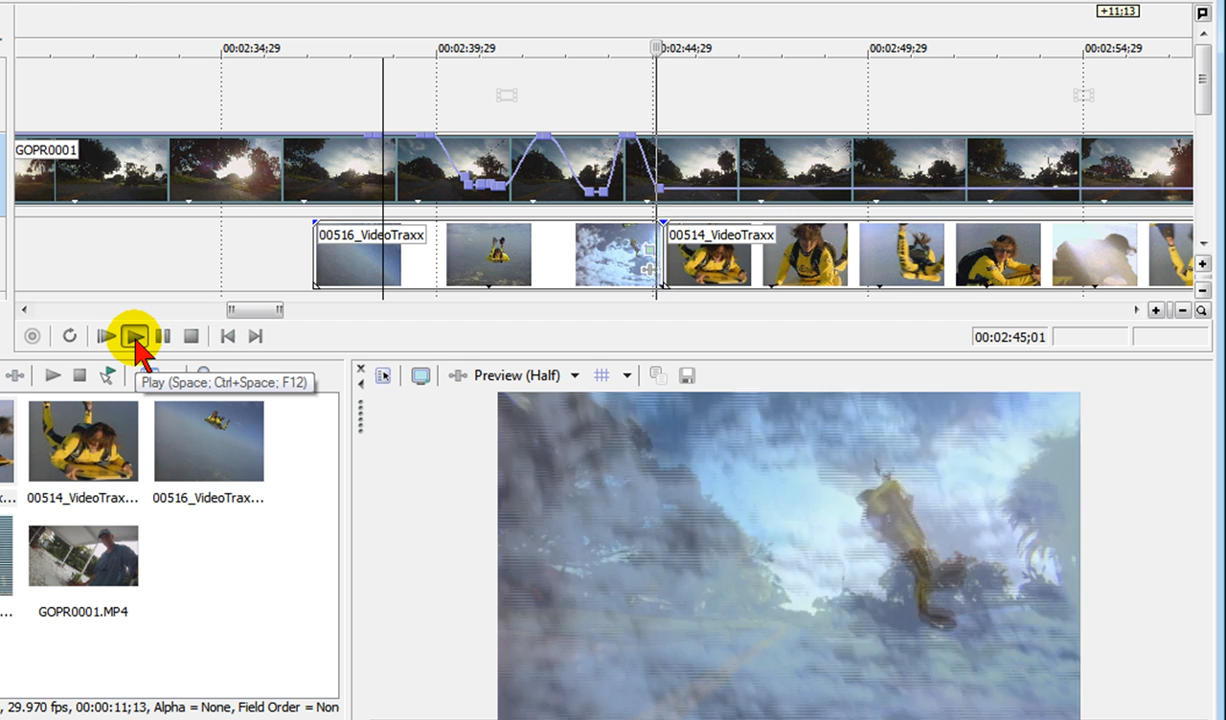 +11;13
00:02:34;29
00:02:39;29
0:02:44;29
00:02:49;29
00:02:54;29
GOPR0001
00516_VideoTraxx
00514_VideoTraxx
00:02:45;01
Play (Space; Ctrl+Space; F12)
Preview (Half)
x...
00514_VideoTrax...
00516_VideoTrax...
...
GOPR0001.MP4
, 29.970 fps, 00:00:11;13, Alpha = None, Field Order = Non